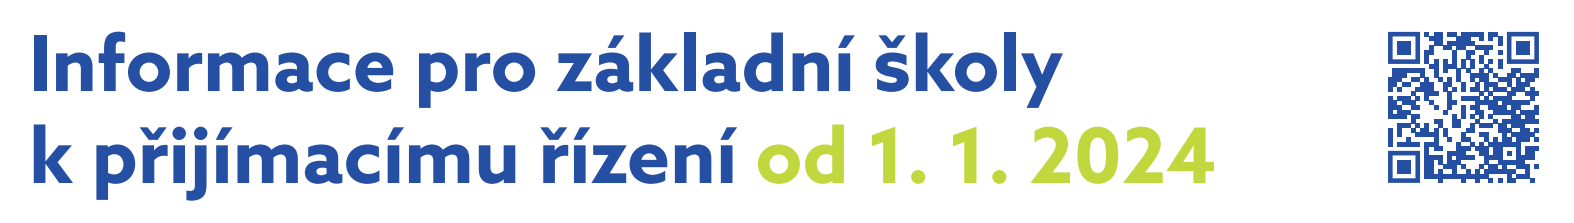 Informace pro základní školy
k přijímacímu řízení od 1. 1. 2024